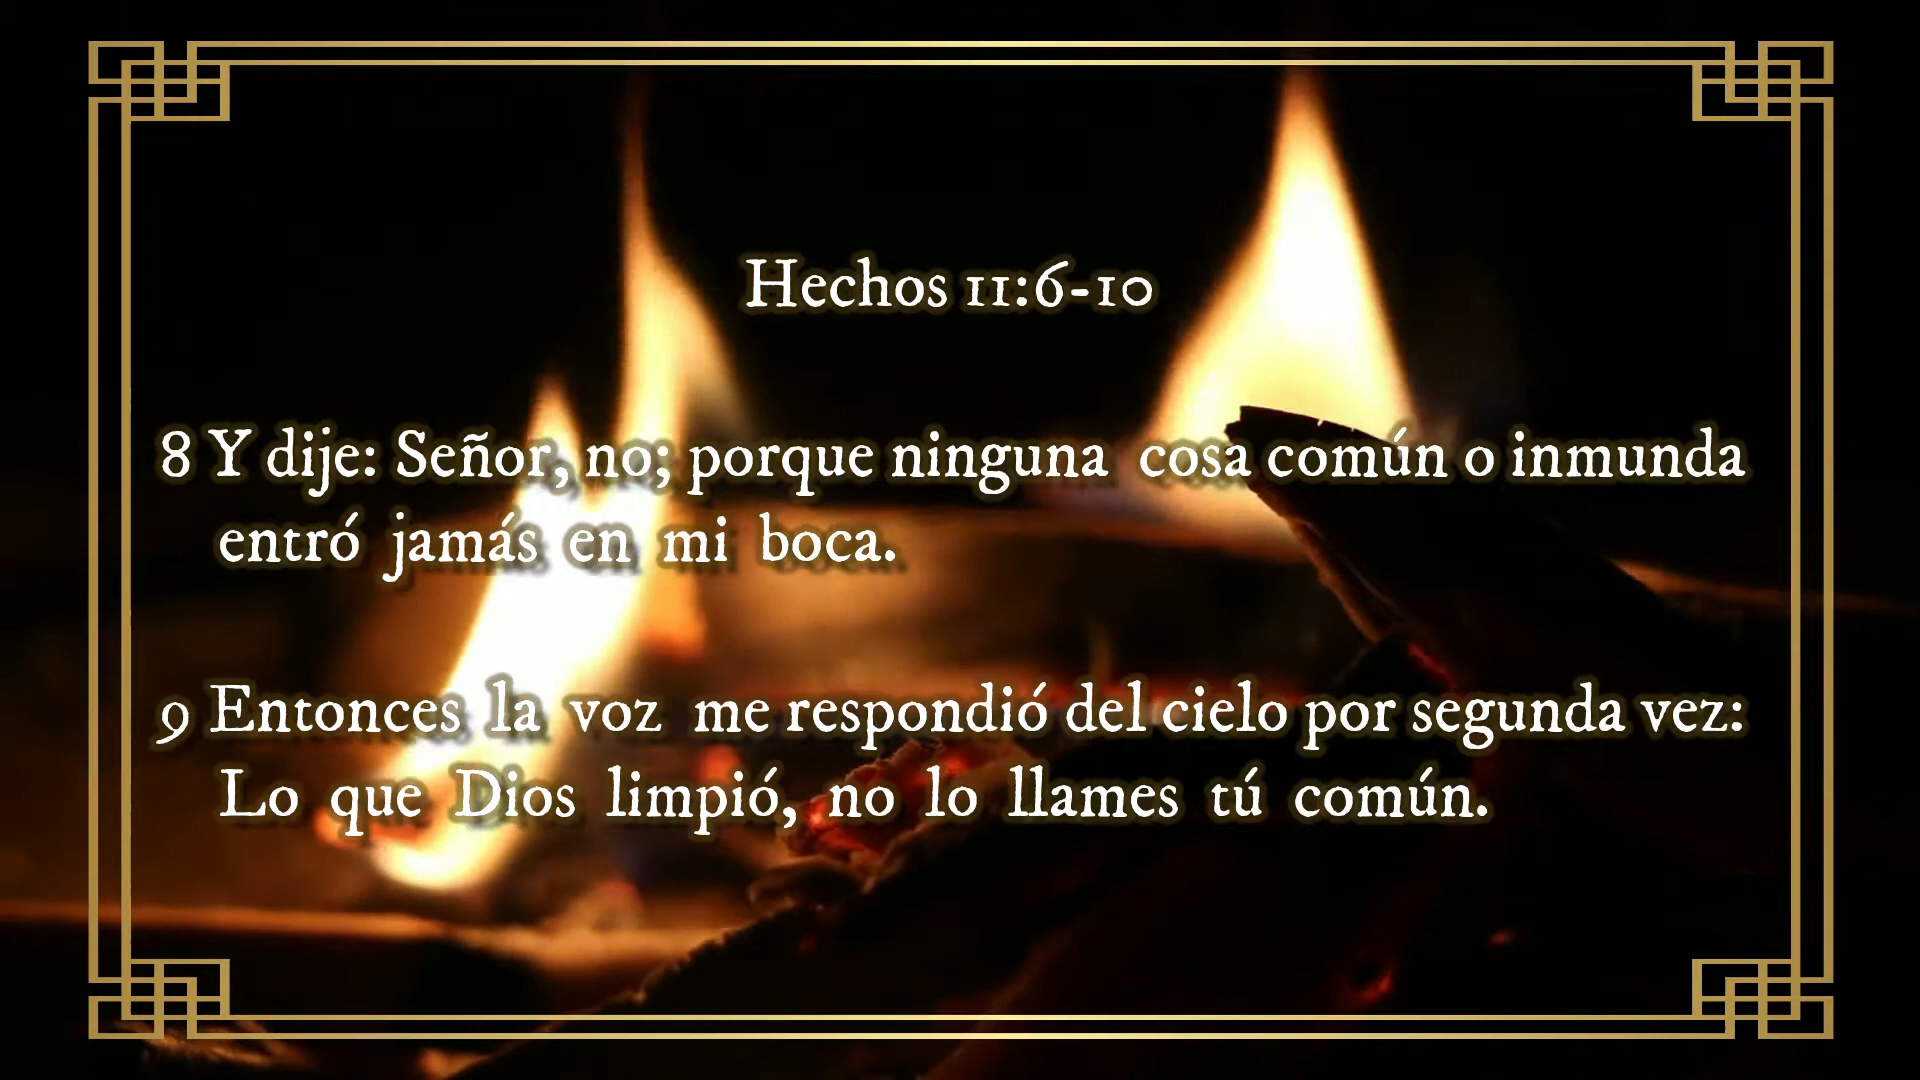 Hechos 11:6-10
8 Y dije: Señor, no; porque ninguna cosa común o inmunda
entró jamás en mi boca.
9 Entonces la voz me respondió del cielo por segunda vez:
Lo que Dios limpió, no lo llames tú común.